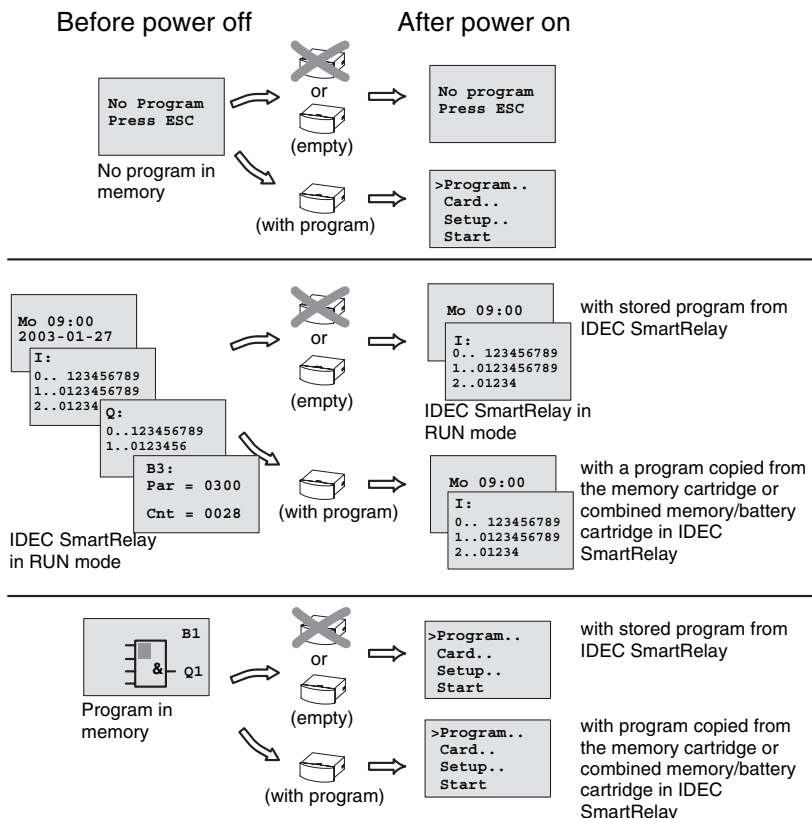 Before power off
After power on
No Program
Press ESC
No program in
memory
or
(empty)
No program
Press ESC
(with program)
>Program..
Card..
Setup..
Start
Mo 09:00
2003-01-27
I:
0.. 123456789
1..0123456789
2..01234
Q:
0..123456789
1..0123456
B3:
Par = 0300
Cnt = 0028
IDEC SmartRelay
in RUN mode
or
(empty)
Mo 09:00
I:
0.. 123456789
1..0123456789
2..01234
IDEC SmartRelay in
RUN mode
with stored program from
IDEC SmartRelay
(with program)
Mo 09:00
I:
0.. 123456789
1..0123456789
2..01234
with a program copied from
the memory cartridge or
combined memory/battery
cartridge in IDEC
SmartRelay
B1
&
Q1
Program in
memory
or
(empty)
>Program..
Card..
Setup..
Start
with stored program from
IDEC SmartRelay
(with program)
>Program..
Card..
Setup..
Start
with program copied from
the memory cartridge or
combined memory/battery
cartridge in IDEC
SmartRelay